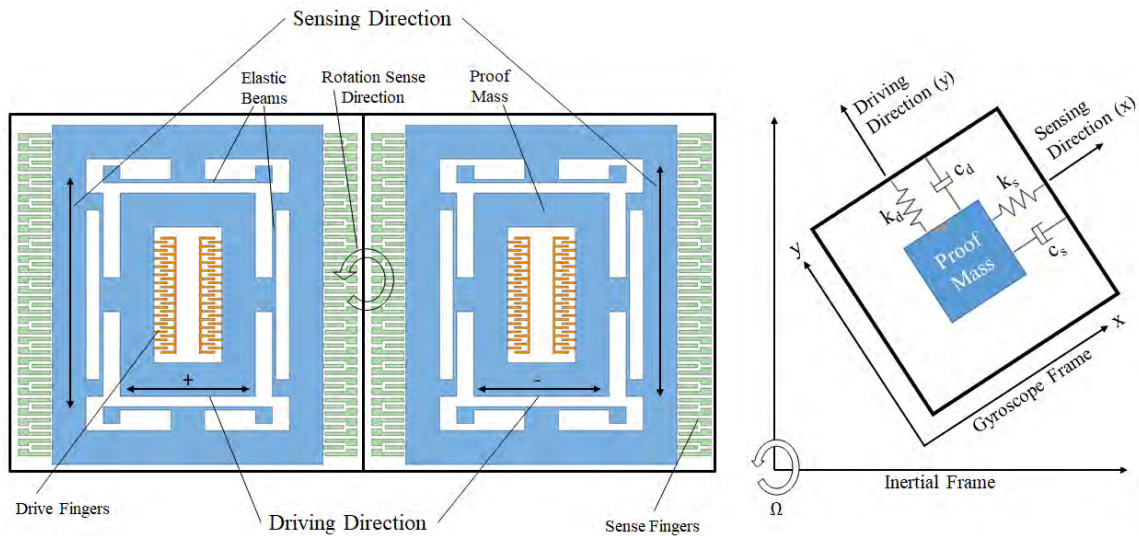 Sensing Direction
Elastic
Beams
Rotation Sense
Direction
Proof
Mass
+
-
Drive Fingers
Driving Direction
Sense Fingers
Driving
Direction (y)
Sensing
Direction (x)
k_d
c_d
k_s
c_s
Proof
Mass
y
x
Gyroscope Frame
Inertial Frame
Ω